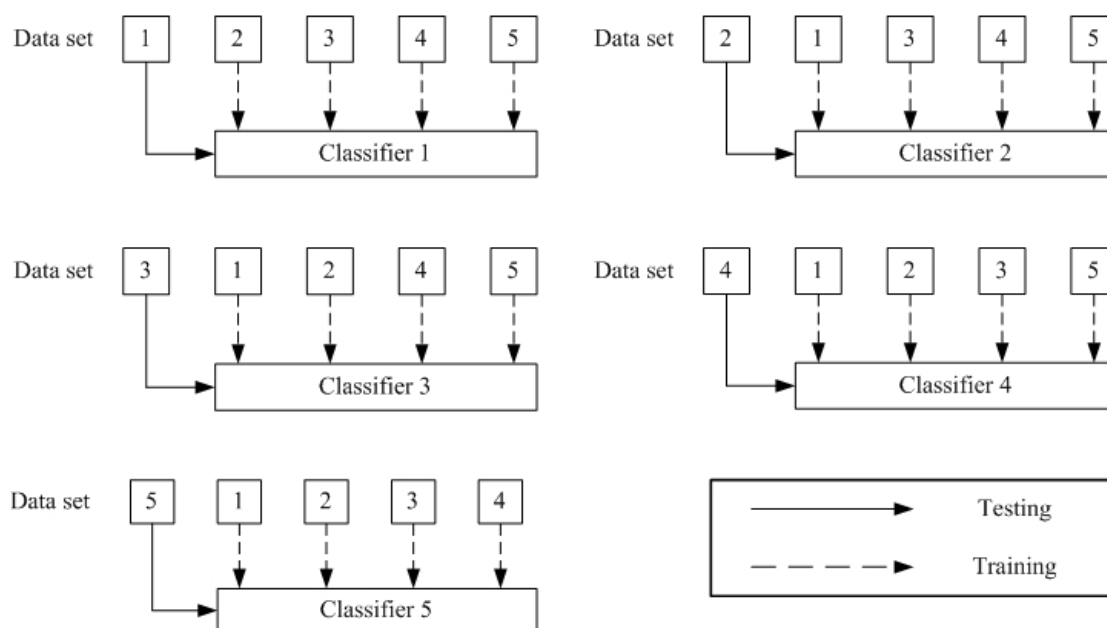 Data set 1 2 3 4 5
Classifier 1
Data set 2 1 3 4 5
Classifier 2
Data set 3 1 2 4 5
Classifier 3
Data set 4 1 2 3 5
Classifier 4
Data set 5 1 2 3 4
Classifier 5
Testing
Training